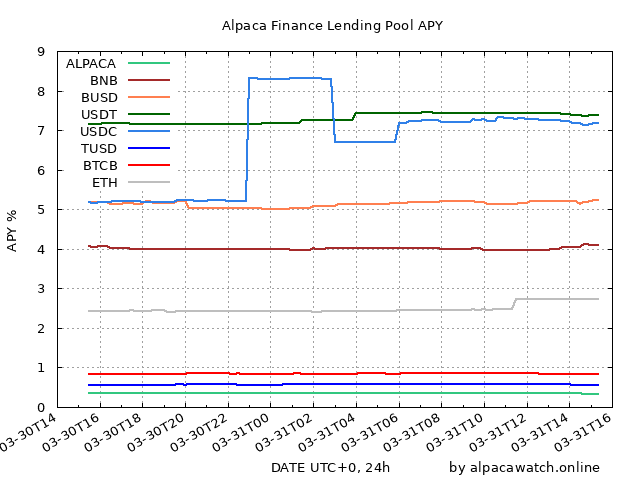 Alpaca Finance Lending Pool APY
9
8
7
6
5
4
3
2
1
0
APY %
ALPACA
BNB
BUSD
USDT
USDC
TUSD
BTCB
ETH
03-30T14
03-30T16
03-30T18
03-30T20
03-30T22
03-31T00
03-31T02
03-31T04
03-31T06
03-31T08
03-31T10
03-31T12
03-31T14
03-31T16
DATE UTC+0, 24h
by alpacawatch.online